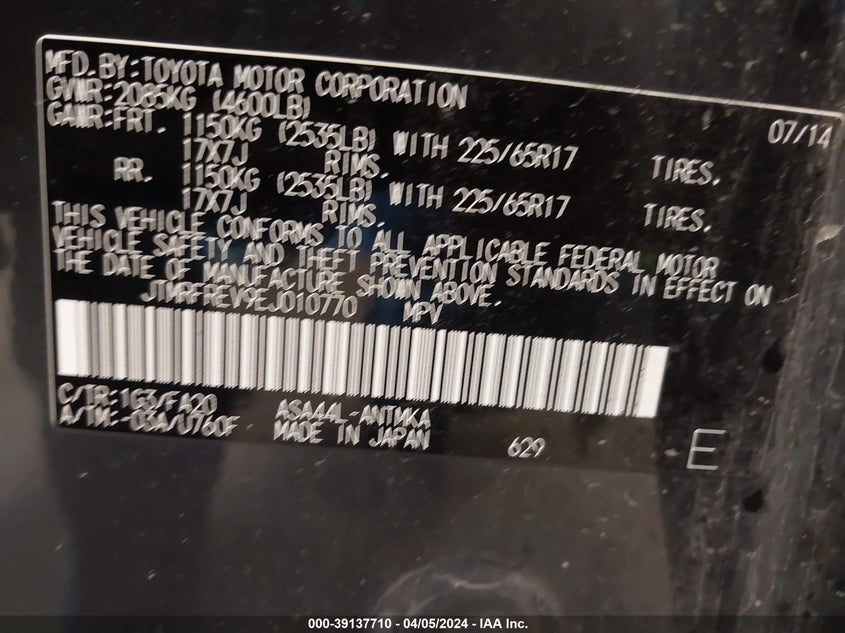 MFD.BY:TOYOTA MOTOR CORPORATION 07/14
GVWR:2085KG (4600LB)
GAWR:FRT. 1150KG (2535LB) WITH 225/65R17 TIRES.
17X7J RIMS.
RR. 1150KG (2535LB) WITH 225/65R17 TIRES.
17X7J RIMS.
THIS VEHICLE CONFORMS TO ALL APPLICABLE FEDERAL MOTOR
VEHICLE SAFETY AND THEFT PREVENTION STANDARDS IN EFFECT ON
THE DATE OF MANUFACTURE SHOWN ABOVE.
JTMRFREV9EJ010770 MPV
C/TR:1G3/FA20 ASA44L-ANTMKA
A/TM:-03A/U760F MADE IN JAPAN 629 E
000-39137710 | 04/05/2024 - IAA Inc.